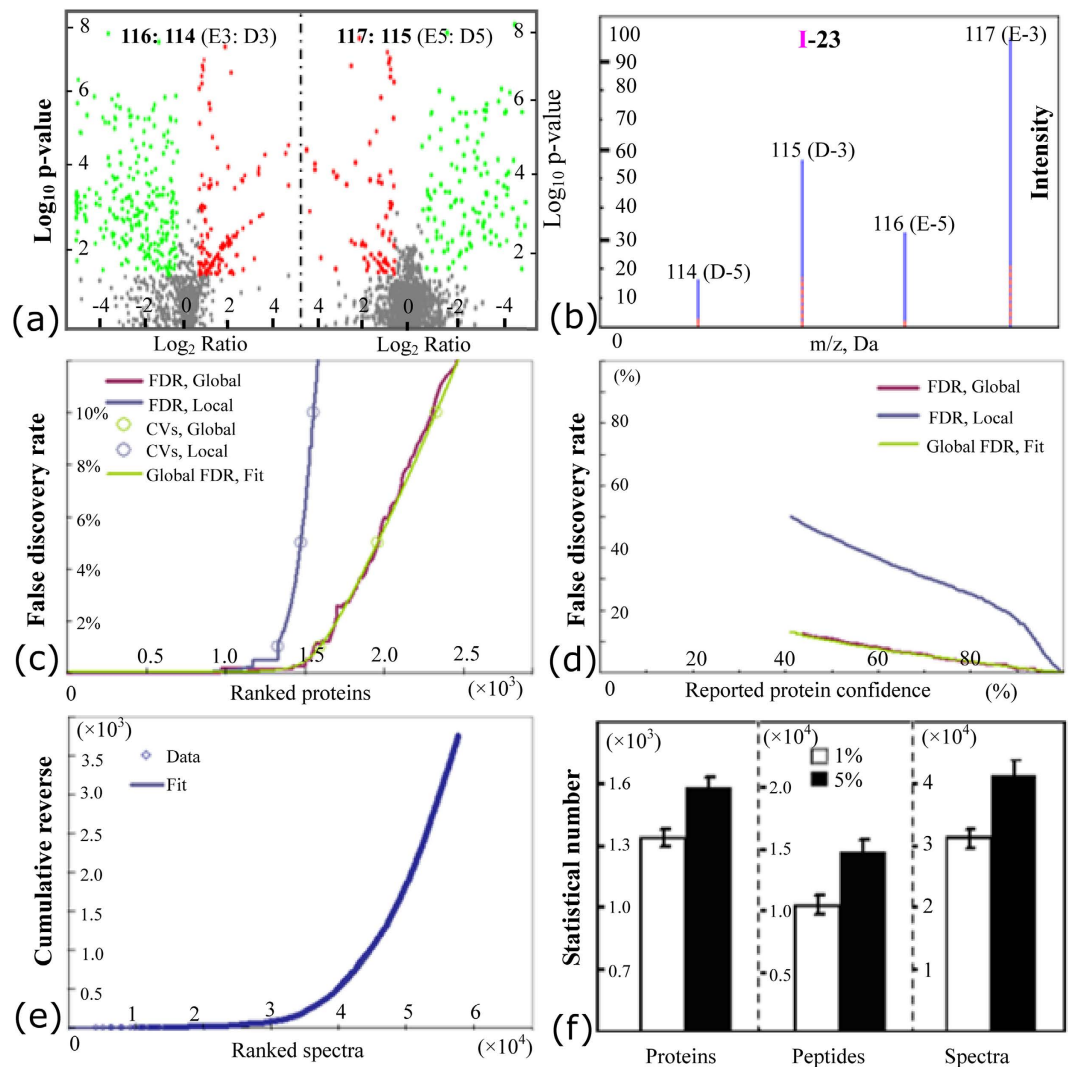 116: 114 (E3: D3)
117: 115 (E5: D5)
8
6
4
2
Log10 p-value
-4 -2 0 2 4
Log2 Ratio
4 2 0 -2 -4
Log2 Ratio
8
6
4
2
Log10 p-value
(a)
I-23
100
90
80
60
50
40
30
20
10
0
114 (D-5)
115 (D-3)
116 (E-5)
117 (E-3)
Intensity
m/z, Da
(b)
FDR, Global
FDR, Local
CVs, Global
CVs, Local
Global FDR, Fit
10%
8%
6%
4%
2%
False discovery rate
0 0.5 1.0 1.5 2.0 2.5
Ranked proteins
(×10³)
(c)
(%)
FDR, Global
FDR, Local
Global FDR, Fit
80
60
40
20
False discovery rate
0 20 40 60 80
Reported protein confidence (%)
(d)
(×10³)
Data
Fit
3.5
3.0
2.5
2.0
1.5
1.0
0.5
Cumulative reverse
0 1 2 3 4 5 6
Ranked spectra
(×10⁴)
(e)
(×10³)
(×10⁴)
(×10⁴)
1%
5%
1.6
1.3
1.0
0.7
2.0
1.5
1.0
0.5
4
3
2
1
Statistical number
Proteins Peptides Spectra
(f)